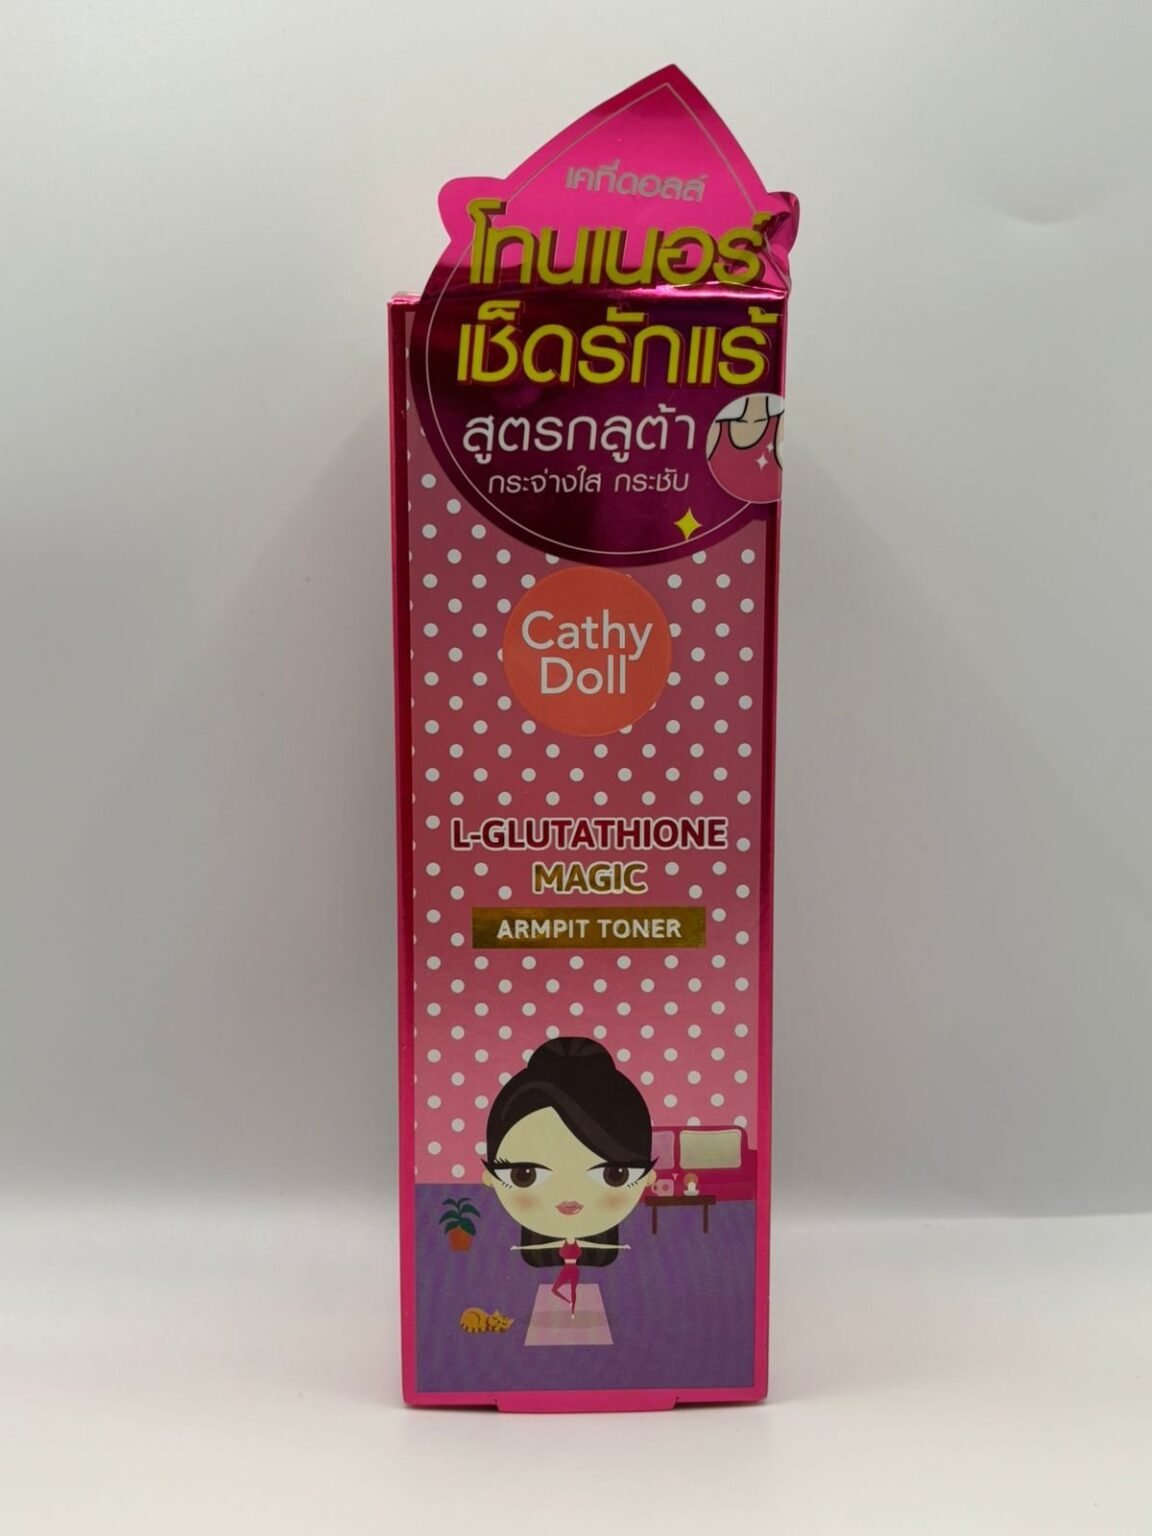 เคที่ดอลล์
โทนเนอร์
เช็ดรักแร้
สูตรกลูต้า
กระจ่างใส กระชับ
Cathy
Doll
L-GLUTATHIONE
MAGIC
ARMPIT TONER